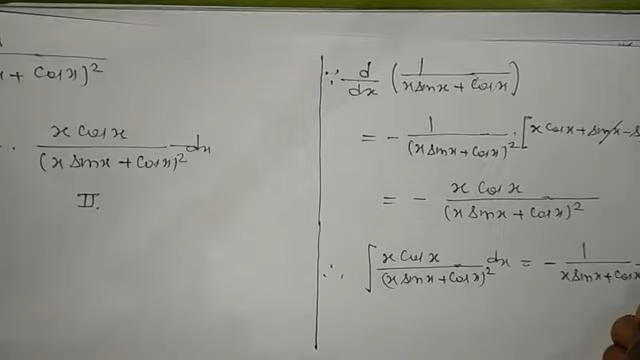 x + Cos x)²
. x Cos x / (x Sin x + Cos x)² dx
II.
∵ d/dx (1 / x Sin x + Cos x)
= - 1 / (x Sin x + Cos x)² . [x Cos x + Sin x - S
= - x Cos x / (x Sin x + Cos x)²
∴ ∫ x Cos x / (x Sin x + Cos x)² dx = - 1 / x Sin x + Cos x